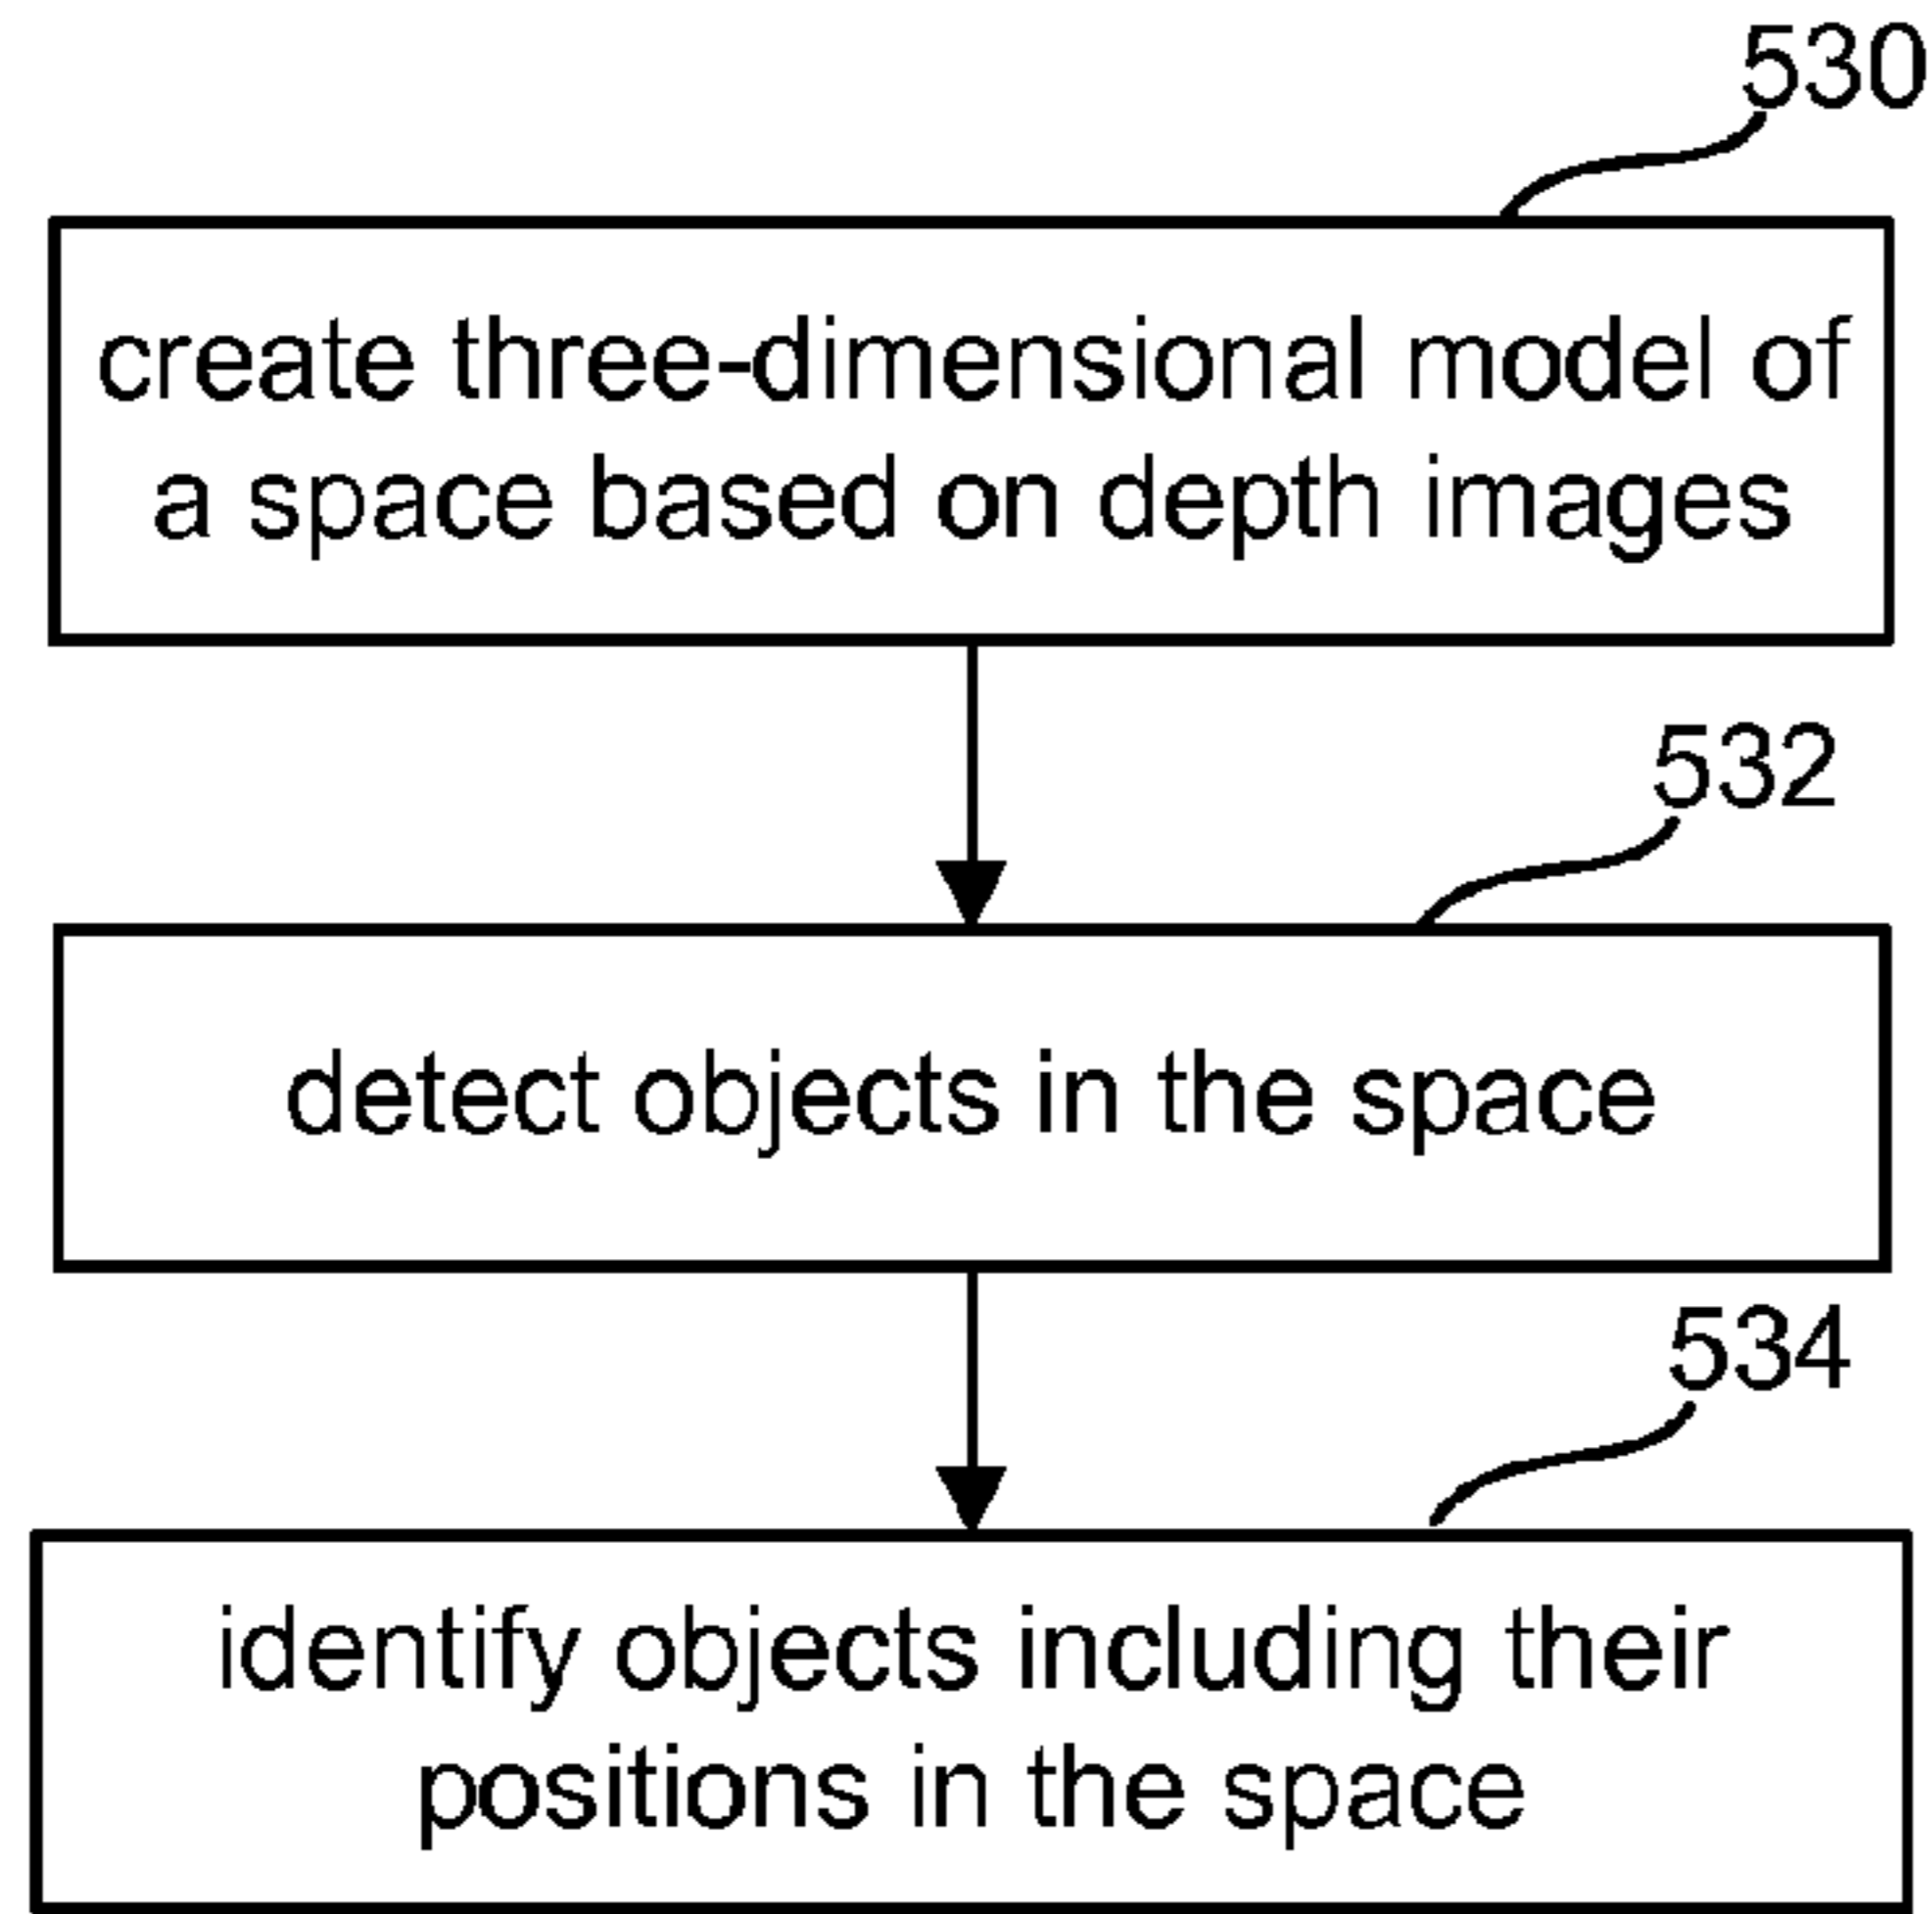 530
create three-dimensional model of
a space based on depth images
532
detect objects in the space
534
identify objects including their
positions in the space